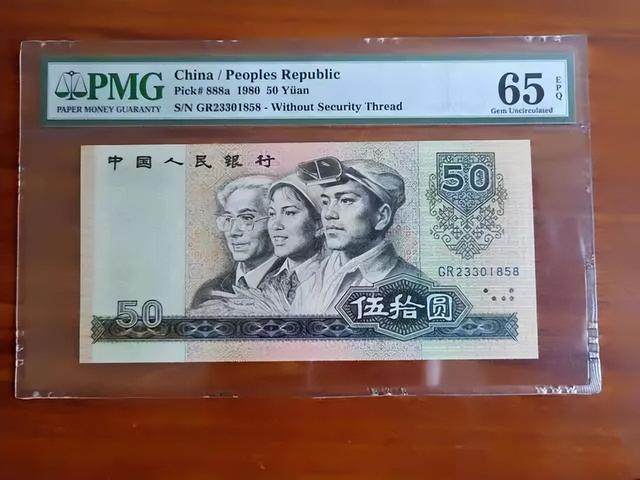 PMG
PAPER MONEY GUARANTY
China / Peoples Republic
Pick# 888a 1980 50 Yüan
S/N GR23301858 - Without Security Thread
65 EPQ
Gem Uncirculated
中国人民银行
50
GR23301858
50
伍拾圆